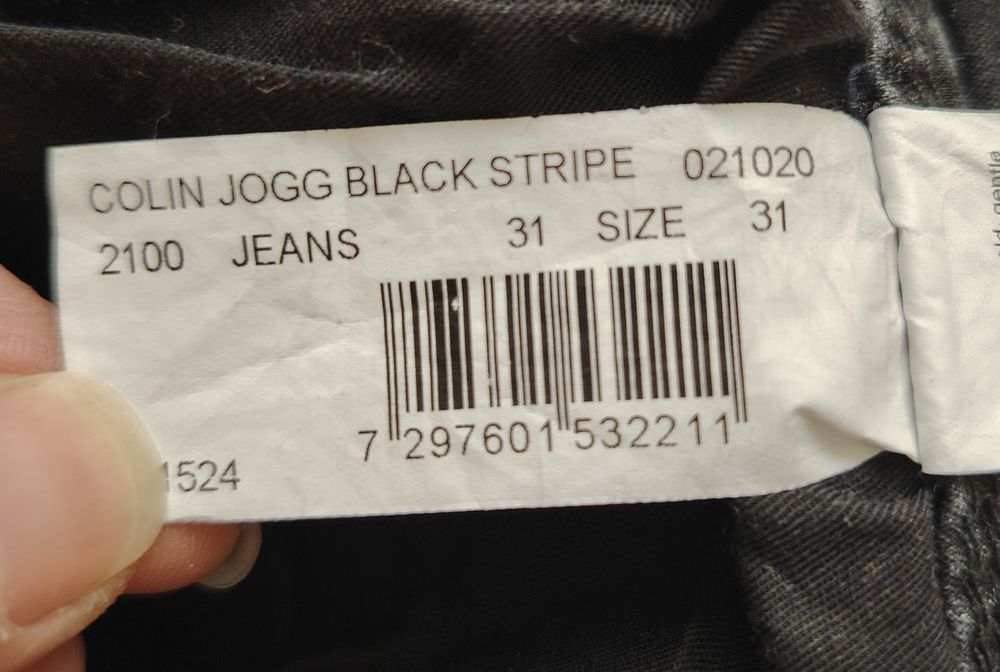 COLIN JOGG BLACK STRIPE 021020
2100 JEANS 31 SIZE 31
7 297601 532211
1524